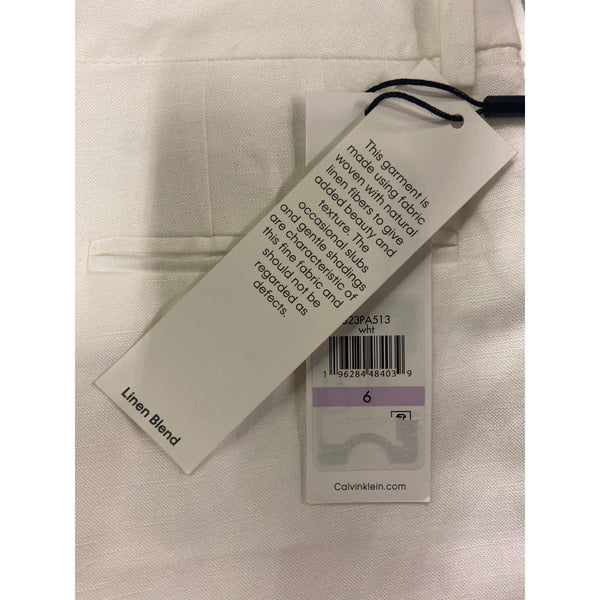 This garment is
made using fabric
woven with natural
linen fibers to give
added beauty and
texture. The
occasional slubs
and gentle shadings
are characteristic of
this fine fabric and
should not be
regarded as
defects.
Linen Blend
23PA513
wht
1 96284 48403 9
6
Calvinklein.com